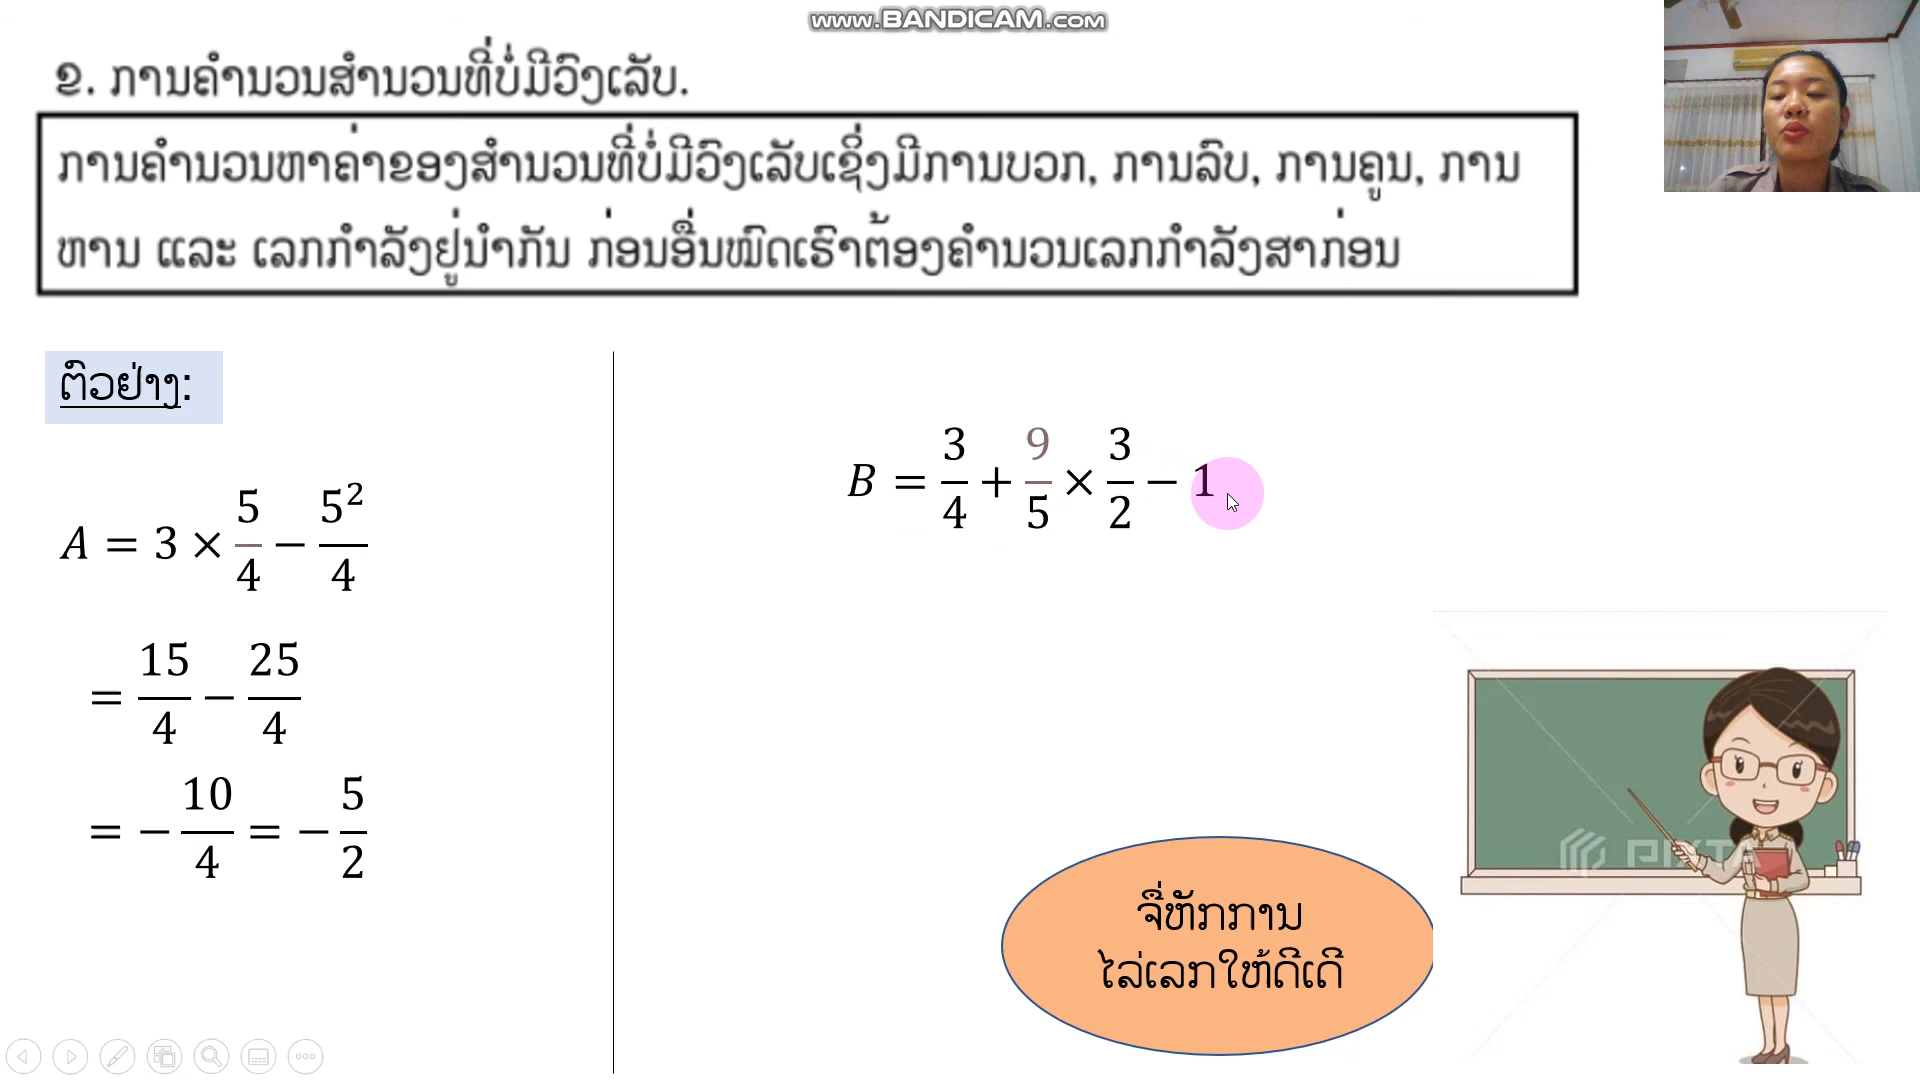 www.BANDICAM.com
ຂ. ການຄຳນວນສຳນວນທີ່ບໍ່ມີວົງເລັບ.
ການຄຳນວນຫາຄ່າຂອງສຳນວນທີ່ບໍ່ມີວົງເລັບເຊິ່ງມີການບວກ, ການລົບ, ການຄູນ, ການ
ຫານ ແລະ ເລກກຳລັງຢູ່ນຳກັນ ກ່ອນອື່ນໝົດເຮົາຕ້ອງຄຳນວນເລກກຳລັງສາກ່ອນ
ຕົວຢ່າງ:
A = 3 × 5/4 − 5²/4
= 15/4 − 25/4
= − 10/4 = − 5/2
B = 3/4 + 9/5 × 3/2 − 1
ຈື່ຫັກການ
ໄລ່ເລກໃຫ້ດີເດີ